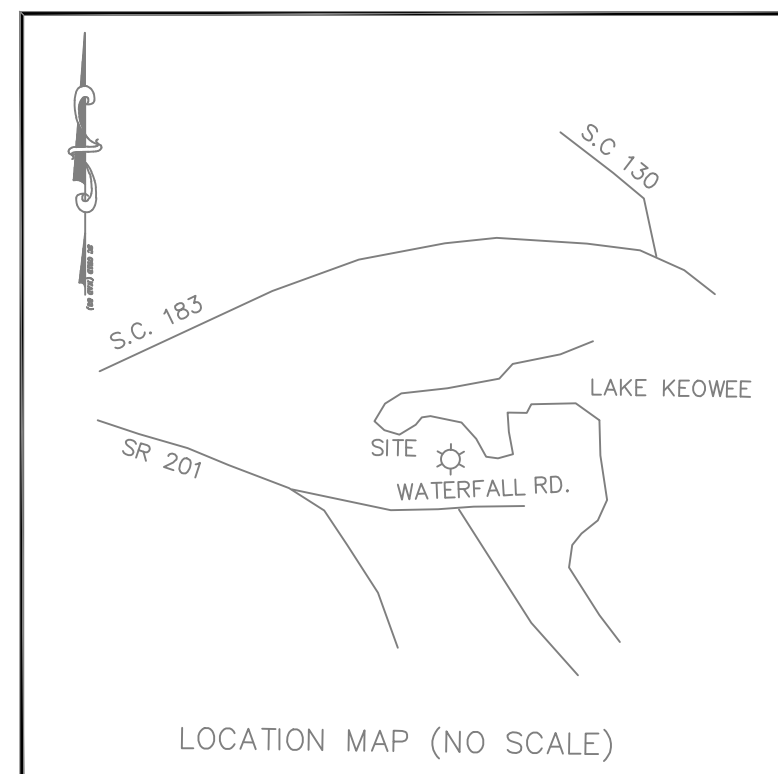 S.C 130
S.C. 183
LAKE KEOWEE
SR 201
SITE
WATERFALL RD.
LOCATION MAP (NO SCALE)